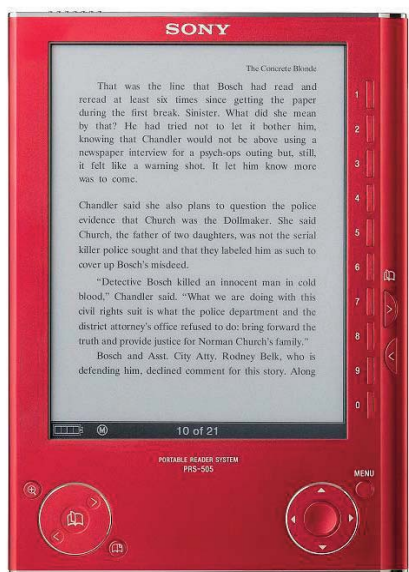 SONY
The Concrete Blonde
That was the line that Bosch had read and
reread at least six times since getting the paper
during the first break. Sinister. What did she mean
by that? He had tried not to let it bother him,
knowing that Chandler would not be above using a
newspaper interview for a psych-ops outing but, still,
it felt like a warning shot. It let him know more
was to come.
Chandler said she also plans to question the police
evidence that Church was the Dollmaker. She said
Church, the father of two daughters, was not the serial
killer police sought and that they labeled him as such to
cover up Bosch's misdeed.
“Detective Bosch killed an innocent man in cold
blood,” Chandler said. “What we are doing with this
civil rights suit is what the police department and the
district attorney's office refused to do: bring forward the
truth and provide justice for Norman Church's family.”
Bosch and Asst. City Atty. Rodney Belk, who is
defending him, declined comment for this story. Along
1
2
3
4
5
6
7
8
9
0
M
10 of 21
PORTABLE READER SYSTEM
PRS-505
MENU